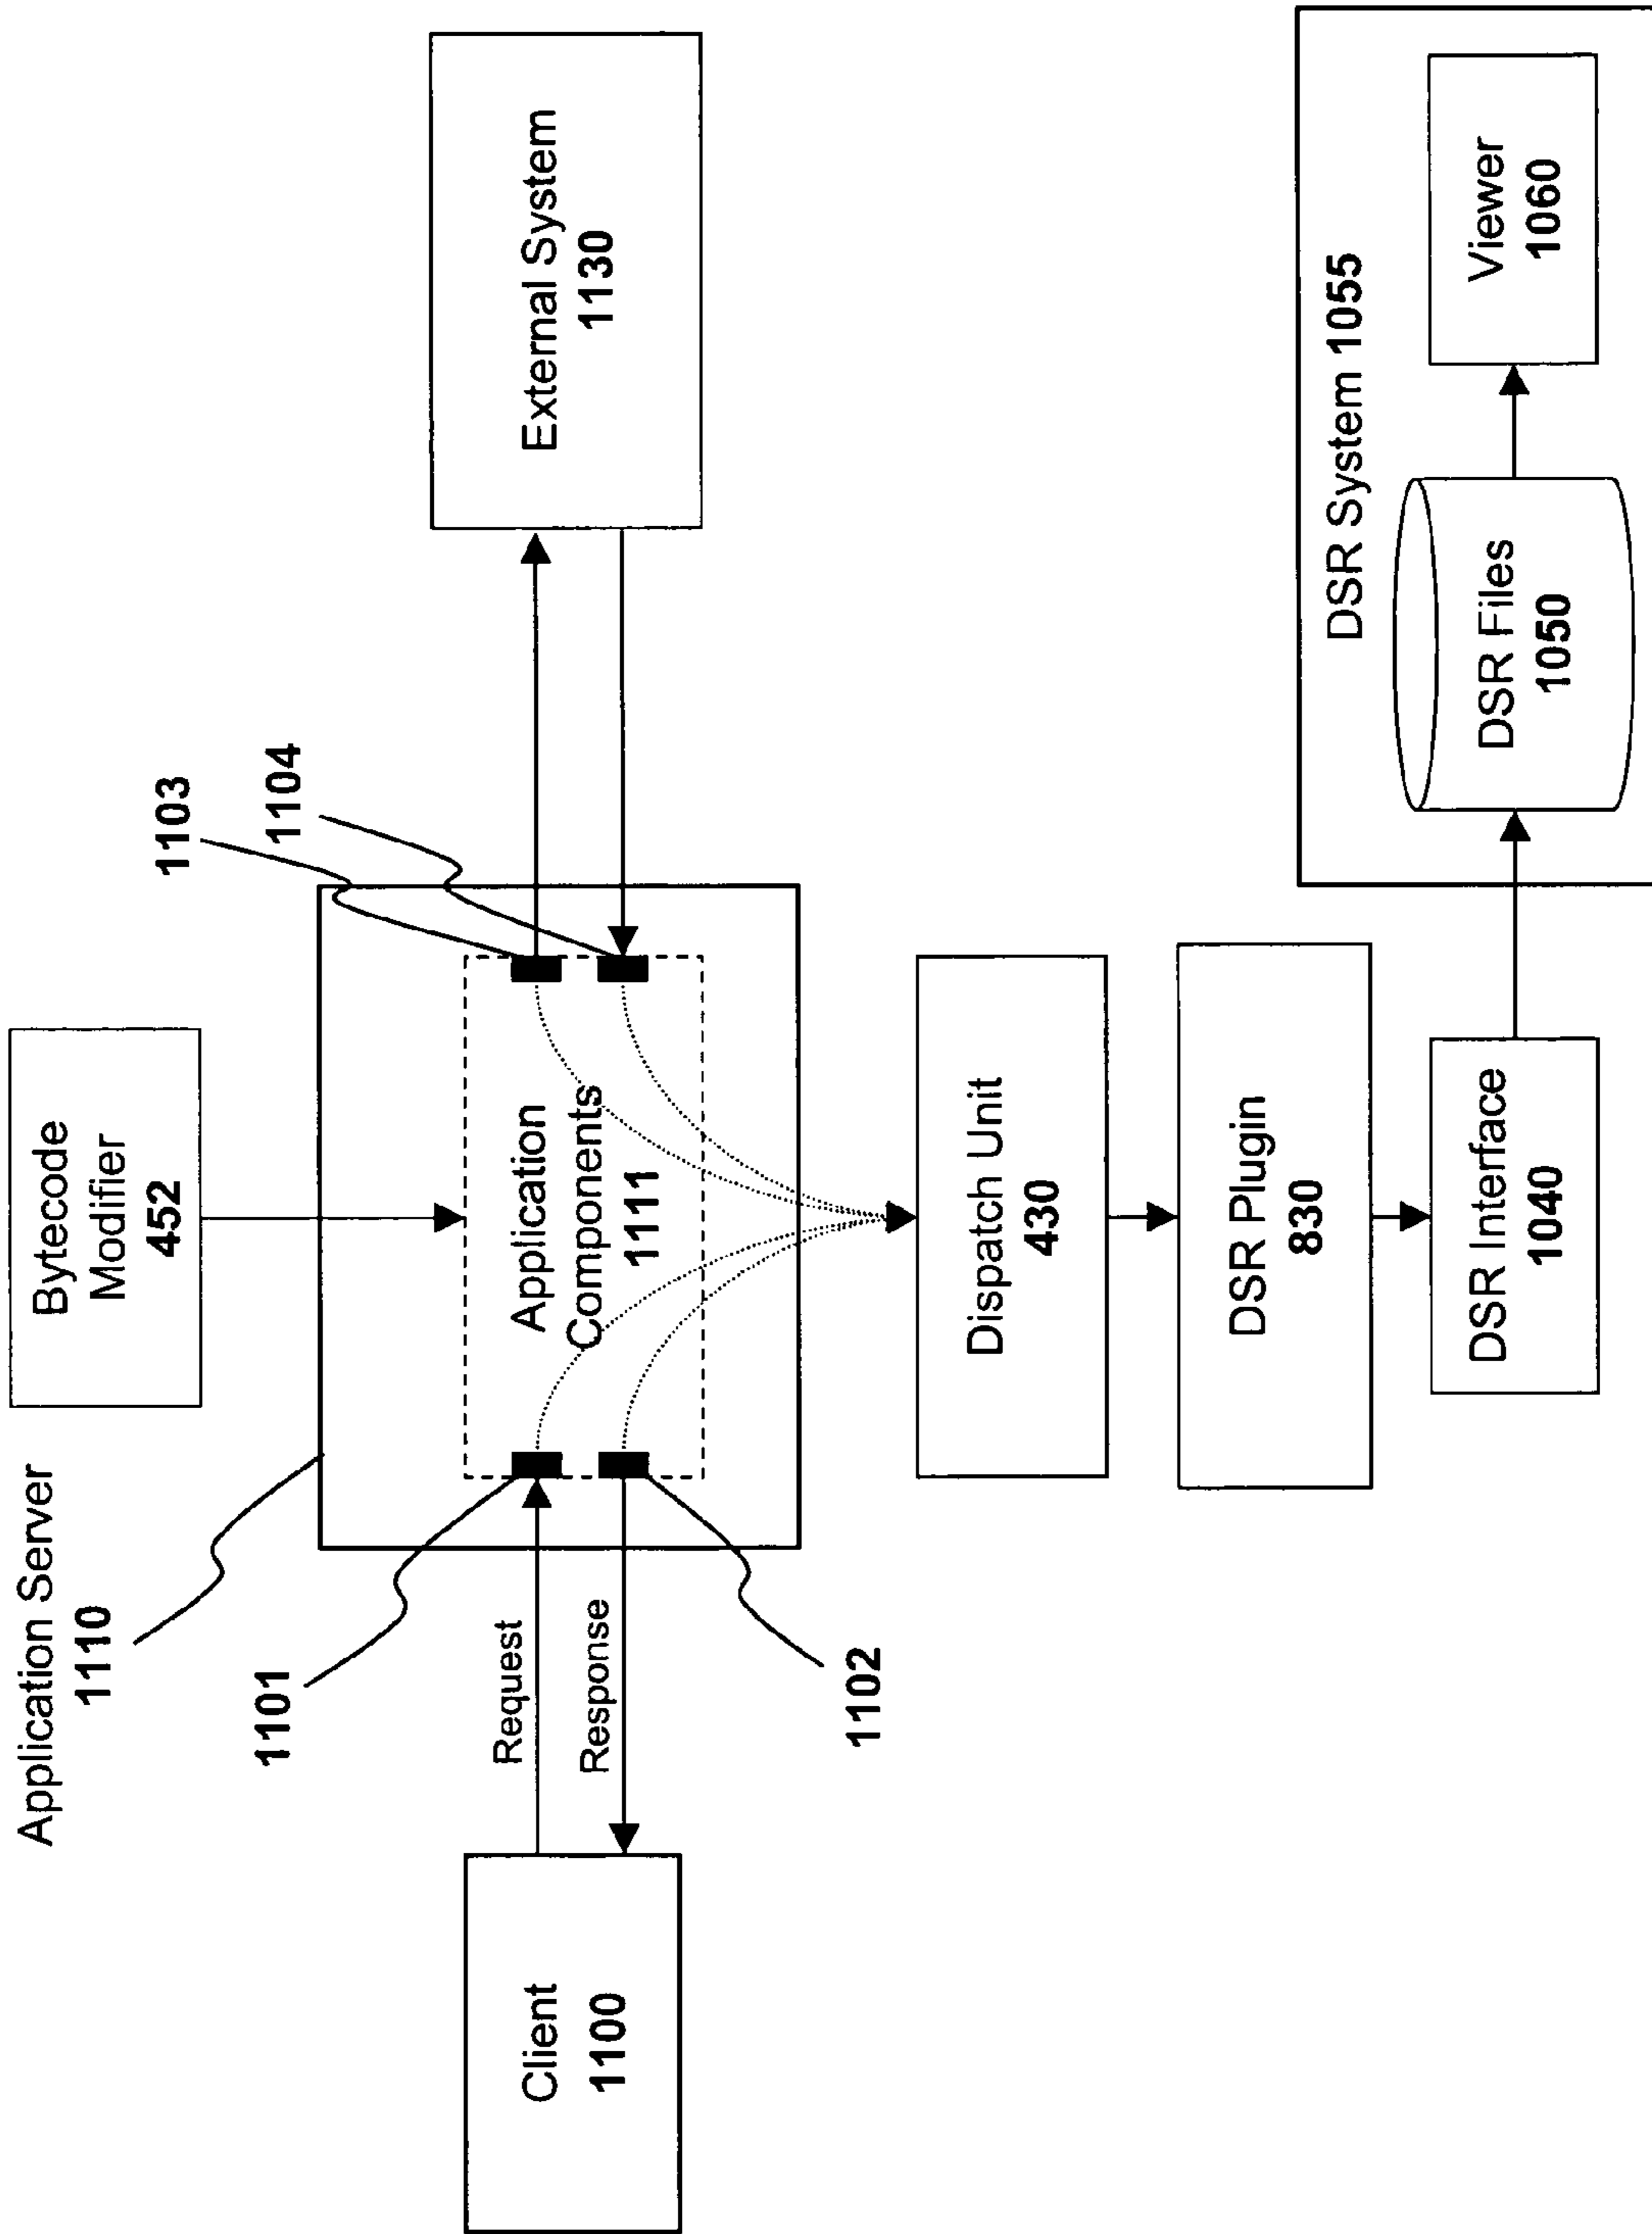 Application Server
1110
Bytecode
Modifier
452
1103
1104
1101
Request
Response
1102
Client
1100
Application
Components
1111
External System
1130
Dispatch Unit
430
DSR Plugin
830
DSR Interface
1040
DSR System 1055
DSR Files
1050
Viewer
1060